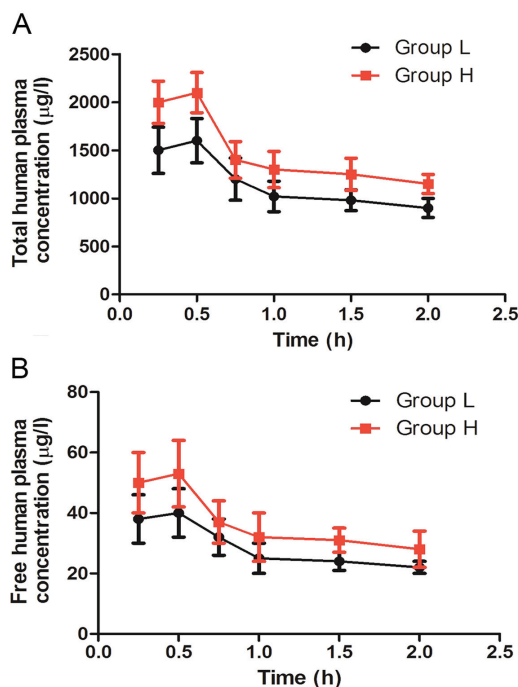 A
Total human plasma
concentration (μg/l)
2500
2000
1500
1000
500
0
Group L
Group H
0.0 0.5 1.0 1.5 2.0 2.5
Time (h)
B
Free human plasma
concentration (μg/l)
80
60
40
20
0
Group L
Group H
0.0 0.5 1.0 1.5 2.0 2.5
Time (h)